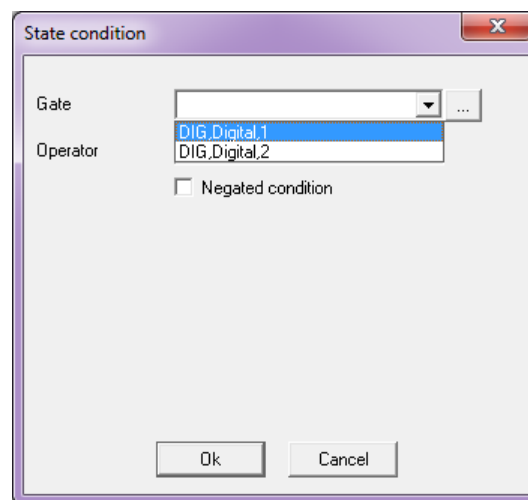 State condition
Gate
...
DIG,Digital,1
Operator
DIG,Digital,2
Negated condition
Ok
Cancel